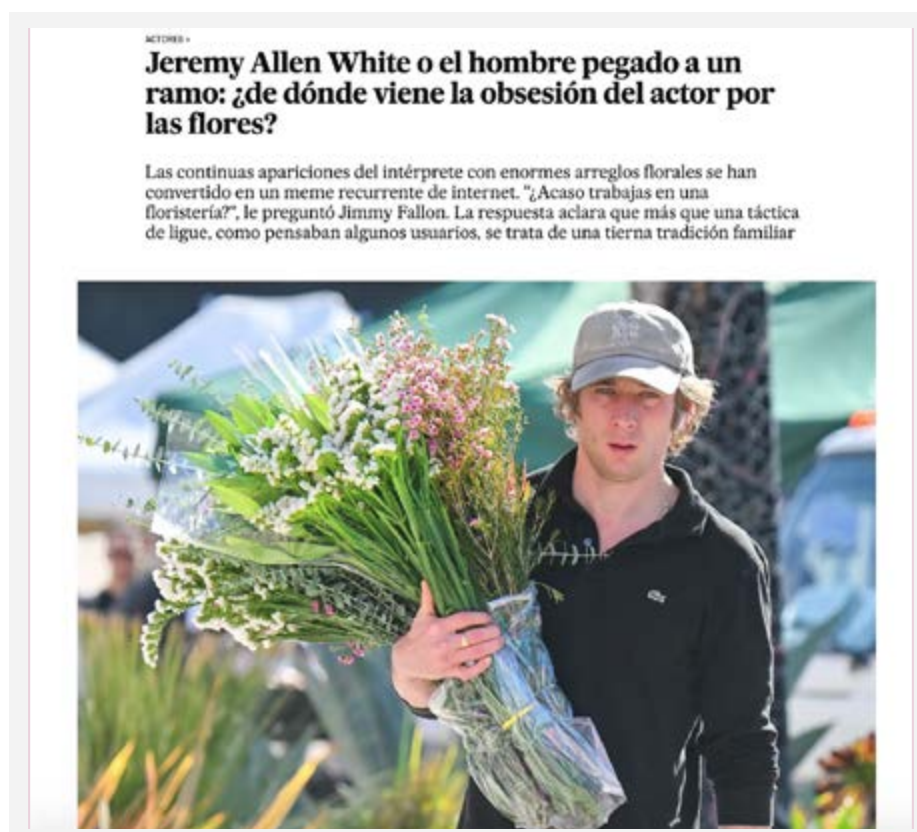 ACTORES ›
Jeremy Allen White o el hombre pegado a un
ramo: ¿de dónde viene la obsesión del actor por
las flores?
Las continuas apariciones del intérprete con enormes arreglos florales se han
convertido en un meme recurrente de internet. "¿Acaso trabajas en una
floristería?", le preguntó Jimmy Fallon. La respuesta aclara que más que una táctica
de ligue, como pensaban algunos usuarios, se trata de una tierna tradición familiar